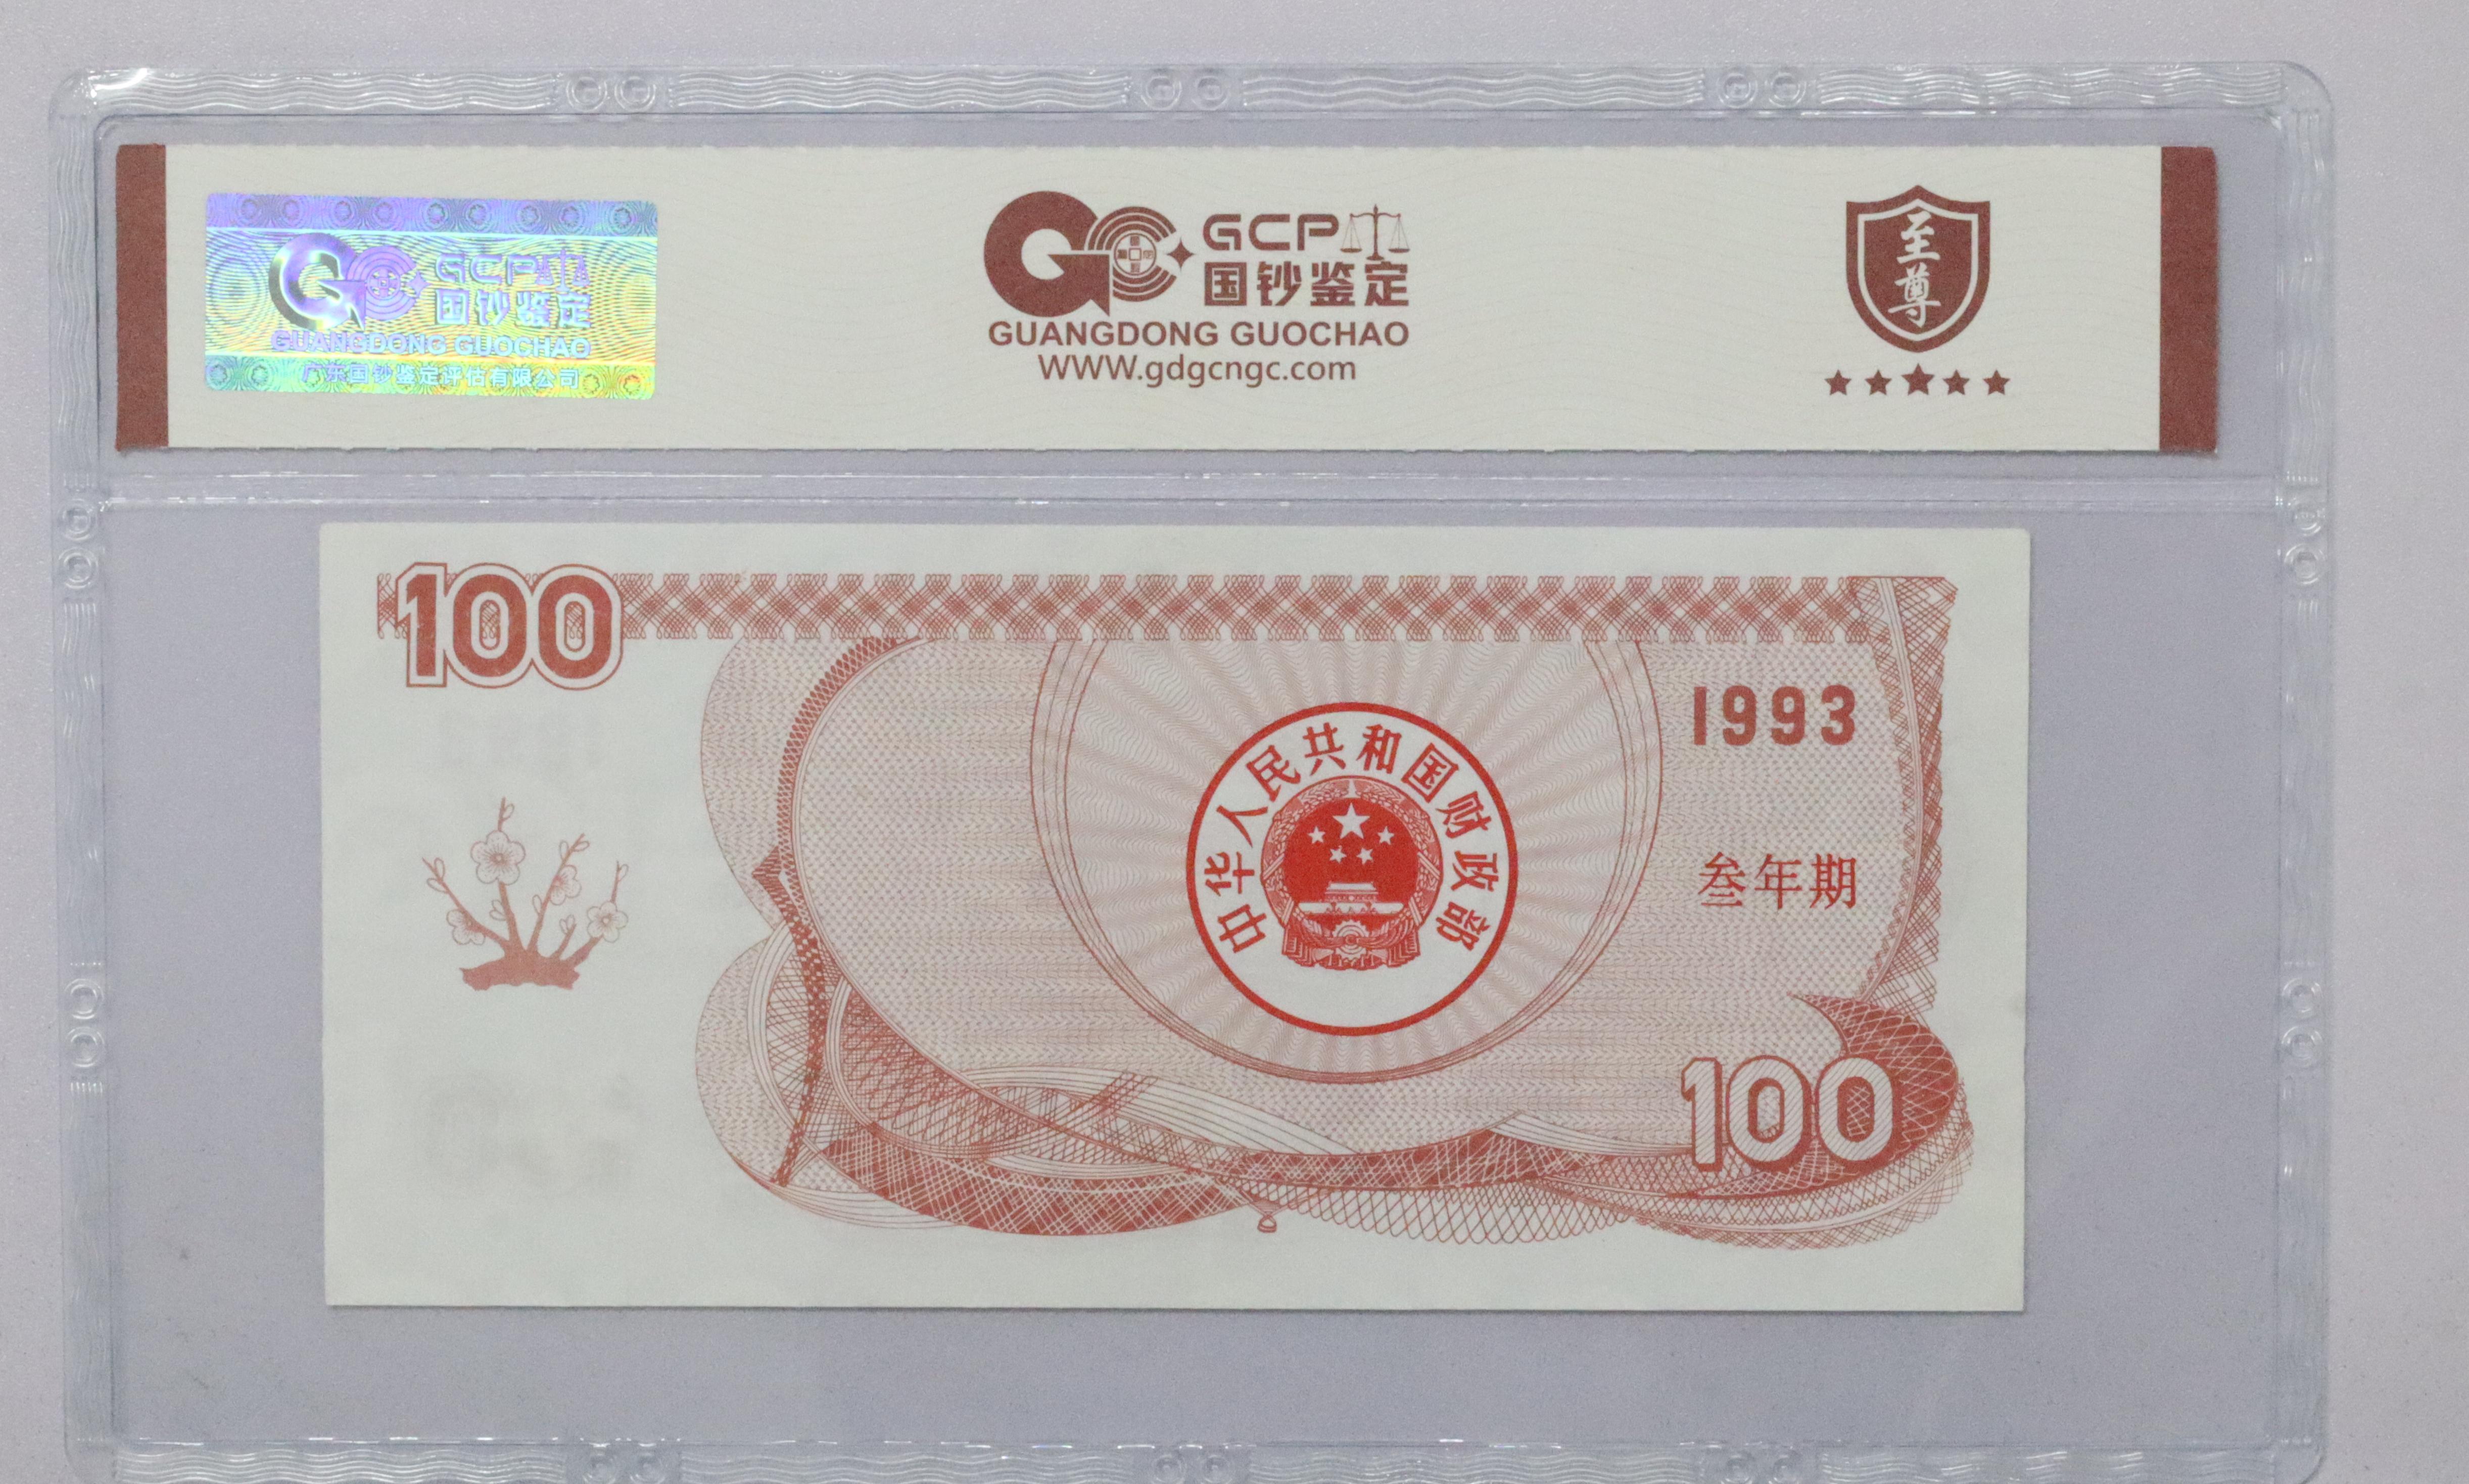 GCP
国钞鉴定
GUANGDONG GUOCHAO
广东国钞鉴定评估有限公司
GCP
国钞鉴定
GUANGDONG GUOCHAO
WWW.gdgcngc.com
至尊
100
1993
中华人民共和国财政部
叁年期
100